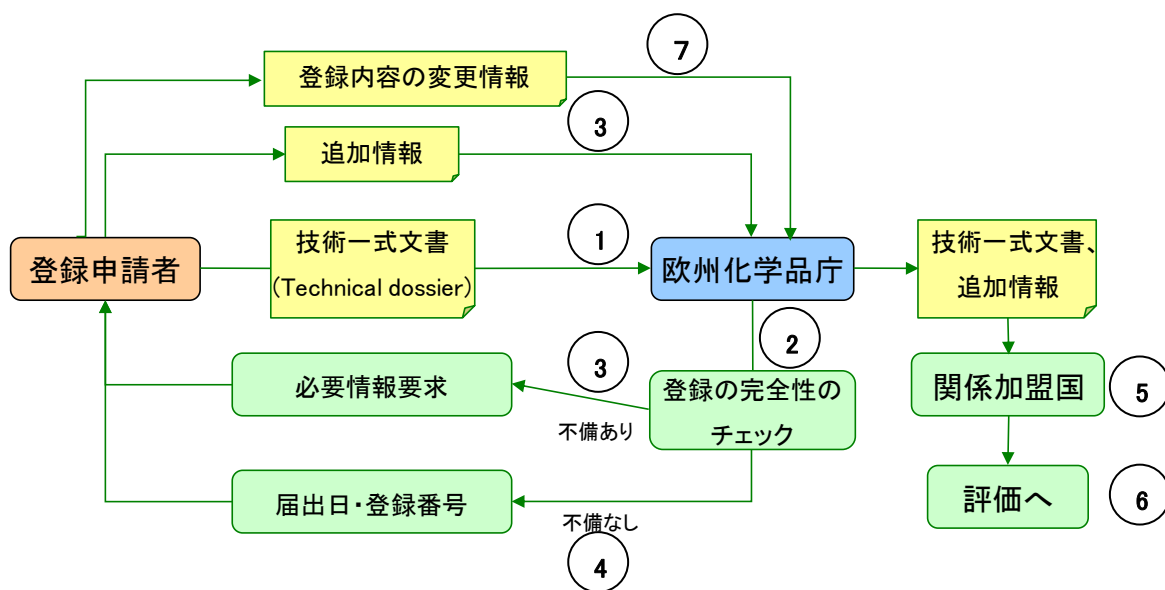 7
登録内容の変更情報
3
追加情報
1
技術一式文書
(Technical dossier)
登録申請者
欧州化学品庁
技術一式文書、
追加情報
2
3
必要情報要求
登録の完全性の
チェック
不備あり
関係加盟国
5
届出日・登録番号
不備なし
4
評価へ
6